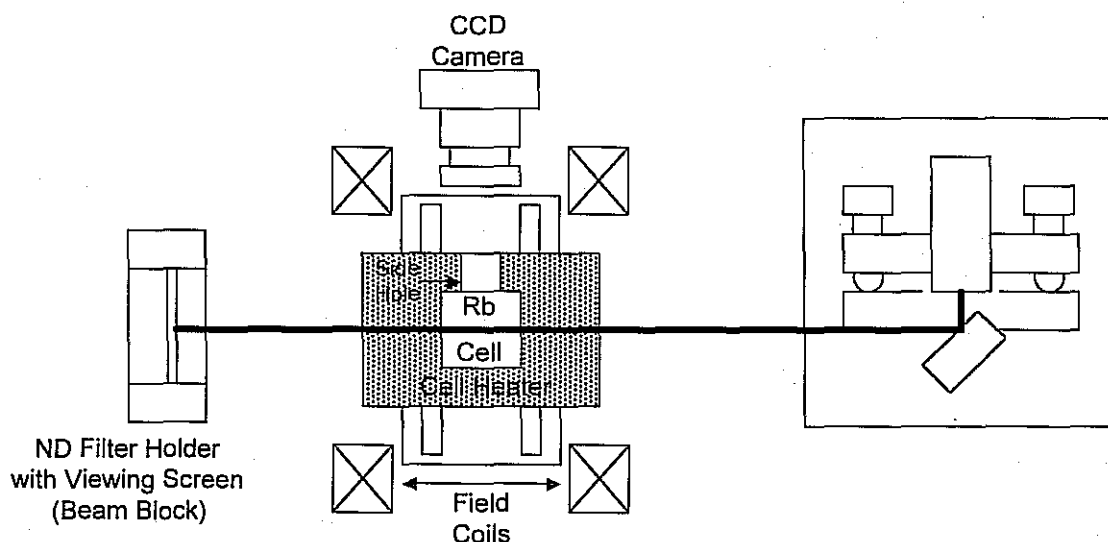 CCD
Camera
Side
Hole
Rb
Cell
Cell Heater
ND Filter Holder
with Viewing Screen
(Beam Block)
Field
Coils